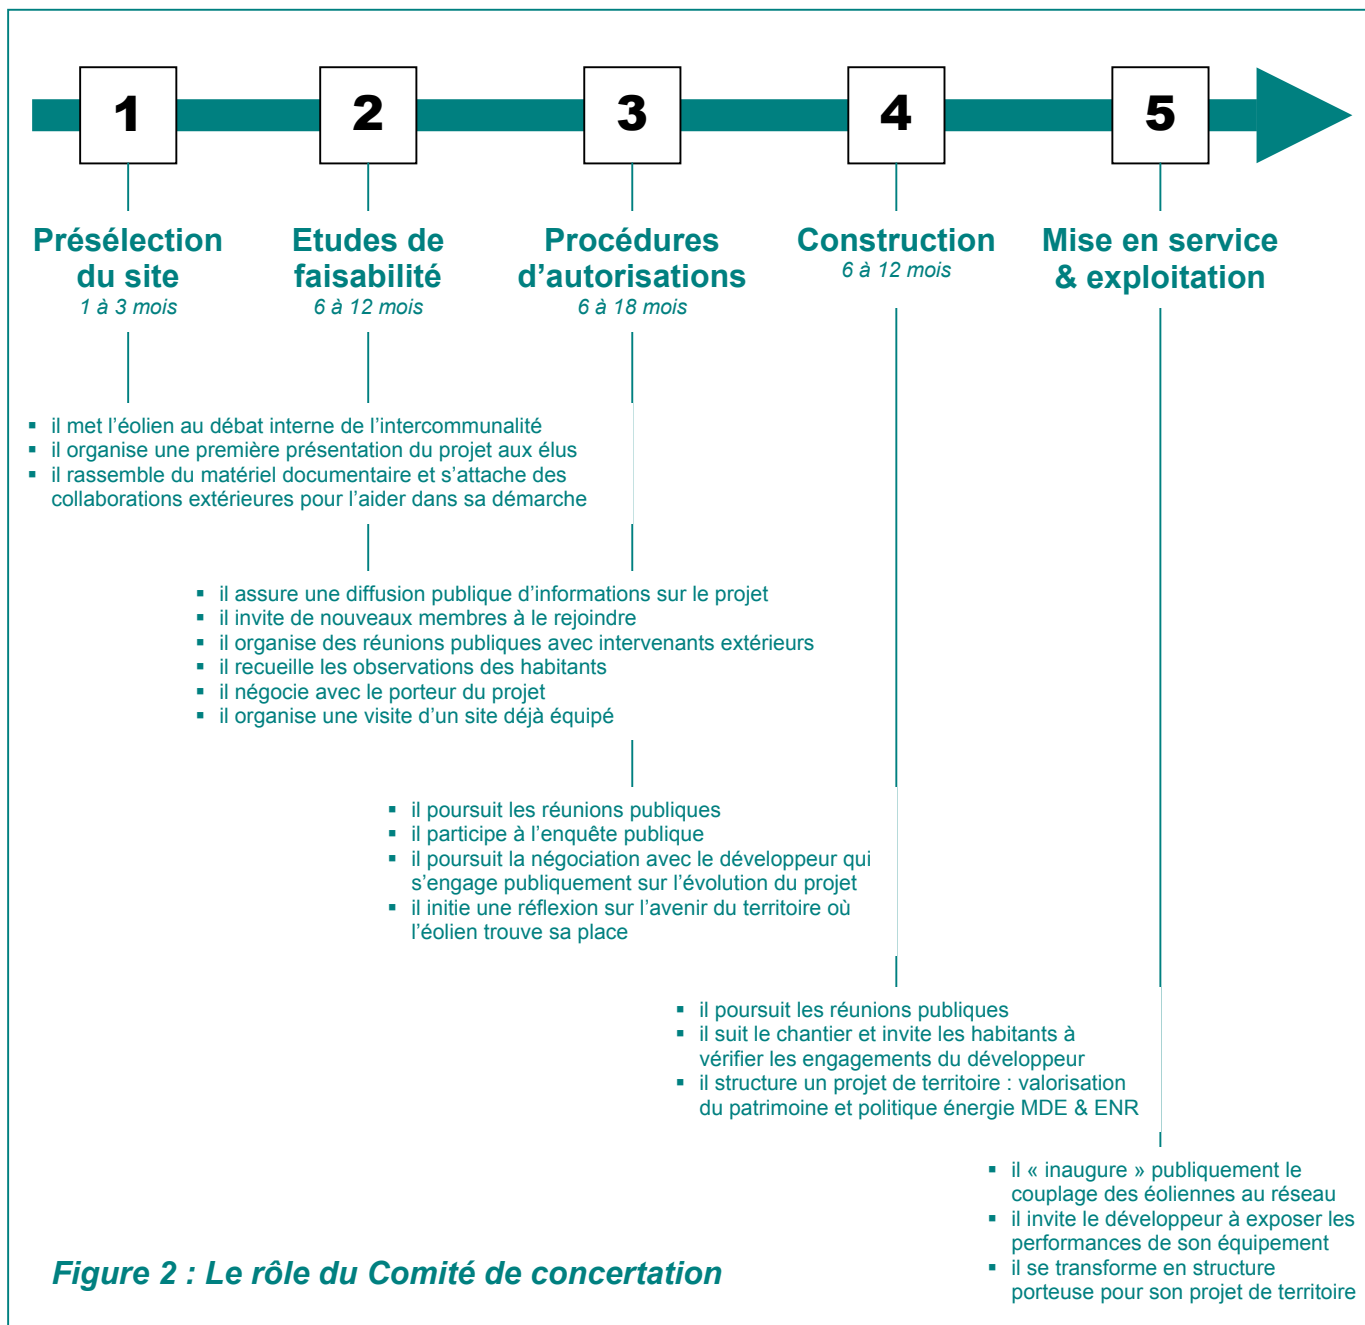 1
2
3
4
5
Présélection
du site
1 à 3 mois
Etudes de
faisabilité
6 à 12 mois
Procédures
d’autorisations
6 à 18 mois
Construction
6 à 12 mois
Mise en service
& exploitation
▪ il met l’éolien au débat interne de l’intercommunalité
▪ il organise une première présentation du projet aux élus
▪ il rassemble du matériel documentaire et s’attache des
collaborations extérieures pour l’aider dans sa démarche
▪ il assure une diffusion publique d’informations sur le projet
▪ il invite de nouveaux membres à le rejoindre
▪ il organise des réunions publiques avec intervenants extérieurs
▪ il recueille les observations des habitants
▪ il négocie avec le porteur du projet
▪ il organise une visite d’un site déjà équipé
▪ il poursuit les réunions publiques
▪ il participe à l’enquête publique
▪ il poursuit la négociation avec le développeur qui
s’engage publiquement sur l’évolution du projet
▪ il initie une réflexion sur l’avenir du territoire où
l’éolien trouve sa place
▪ il poursuit les réunions publiques
▪ il suit le chantier et invite les habitants à
vérifier les engagements du développeur
▪ il structure un projet de territoire : valorisation
du patrimoine et politique énergie MDE & ENR
▪ il « inaugure » publiquement le
couplage des éoliennes au réseau
▪ il invite le développeur à exposer les
performances de son équipement
▪ il se transforme en structure
porteuse pour son projet de territoire
Figure 2 : Le rôle du Comité de concertation